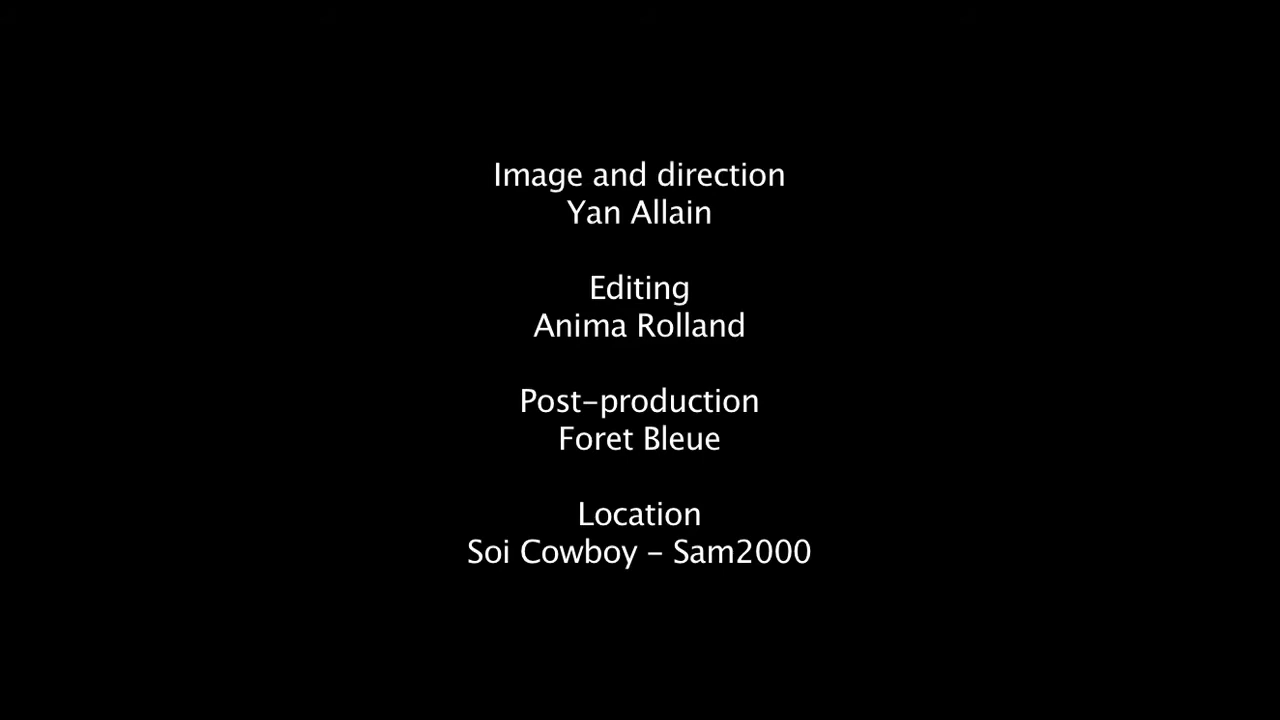 Image and direction
Yan Allain
Editing
Anima Rolland
Post-production
Foret Bleue
Location
Soi Cowboy - Sam2000